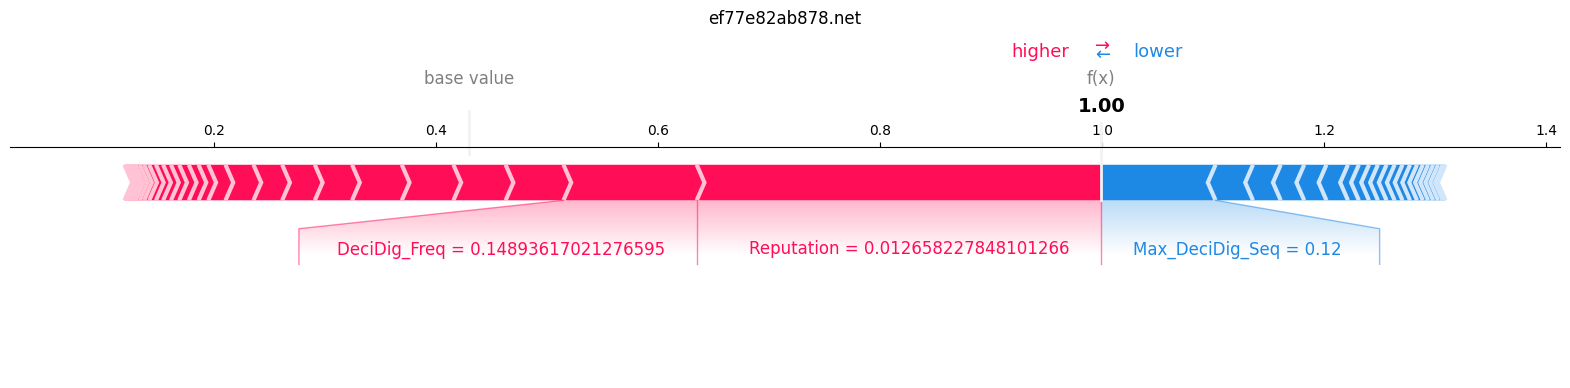 ef77e82ab878.net
higher ⇄ lower
base value f(x)
1.00
0.2 0.4 0.6 0.8 1.0 1.2 1.4
DeciDig_Freq = 0.14893617021276595 Reputation = 0.012658227848101266 Max_DeciDig_Seq = 0.12